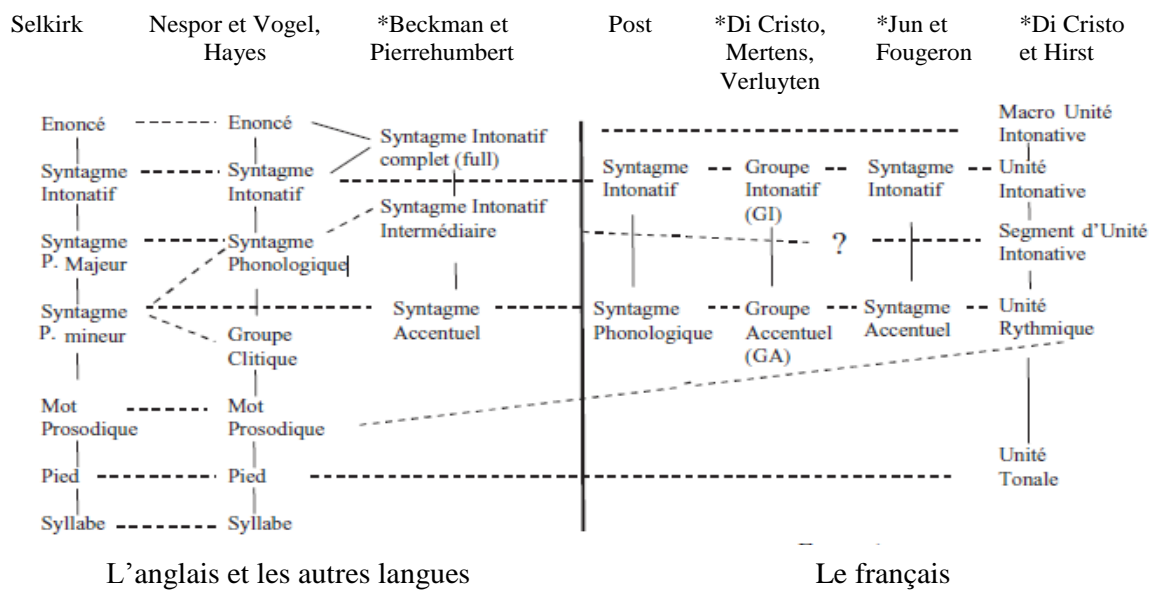 Selkirk Nespor et Vogel, *Beckman et Post *Di Cristo, *Jun et *Di Cristo
Hayes Pierrehumbert Mertens, Fougeron et Hirst
Verluyten
Enoncé Enoncé Macro Unité
Intonative
Syntagme Intonatif
complet (full)
Syntagme Syntagme Syntagme Groupe Syntagme Unité
Intonatif Intonatif Intonatif Intonatif Intonatif Intonative
(GI)
Syntagme Intonatif
Intermédiaire
Syntagme Syntagme ? Segment d'Unité
P. Majeur Phonologique Intonative
Syntagme Syntagme Syntagme Groupe Syntagme Unité
P. mineur Accentuel Phonologique Accentuel Accentuel Rythmique
(GA)
Groupe
Clitique
Mot Mot
Prosodique Prosodique
Pied Pied Unité
Tonale
Syllabe Syllabe
L'anglais et les autres langues Le français